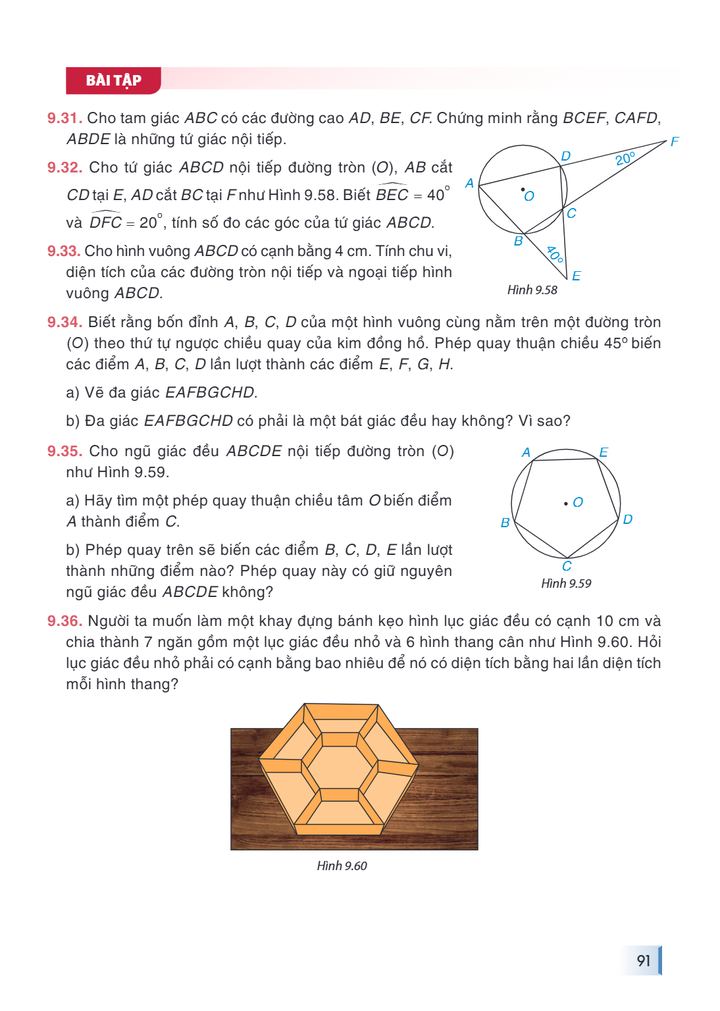 BÀI TẬP
9.31. Cho tam giác ABC có các đường cao AD, BE, CF. Chứng minh rằng BCEF, CAFD,
ABDE là những tứ giác nội tiếp.
9.32. Cho tứ giác ABCD nội tiếp đường tròn (O), AB cắt
CD tại E, AD cắt BC tại F như Hình 9.58. Biết BEC = 40°
và DFC = 20°, tính số đo các góc của tứ giác ABCD.
F
D
20°
A
O
C
B
40°
E
Hình 9.58
9.33. Cho hình vuông ABCD có cạnh bằng 4 cm. Tính chu vi,
diện tích của các đường tròn nội tiếp và ngoại tiếp hình
vuông ABCD.
9.34. Biết rằng bốn đỉnh A, B, C, D của một hình vuông cùng nằm trên một đường tròn
(O) theo thứ tự ngược chiều quay của kim đồng hồ. Phép quay thuận chiều 45° biến
các điểm A, B, C, D lần lượt thành các điểm E, F, G, H.
a) Vẽ đa giác EAFBGCHD.
b) Đa giác EAFBGCHD có phải là một bát giác đều hay không? Vì sao?
9.35. Cho ngũ giác đều ABCDE nội tiếp đường tròn (O)
như Hình 9.59.
a) Hãy tìm một phép quay thuận chiều tâm O biến điểm
A thành điểm C.
b) Phép quay trên sẽ biến các điểm B, C, D, E lần lượt
thành những điểm nào? Phép quay này có giữ nguyên
ngũ giác đều ABCDE không?
A
E
O
B
D
C
Hình 9.59
9.36. Người ta muốn làm một khay đựng bánh kẹo hình lục giác đều có cạnh 10 cm và
chia thành 7 ngăn gồm một lục giác đều nhỏ và 6 hình thang cân như Hình 9.60. Hỏi
lục giác đều nhỏ phải có cạnh bằng bao nhiêu để nó có diện tích bằng hai lần diện tích
mỗi hình thang?
Hình 9.60
91